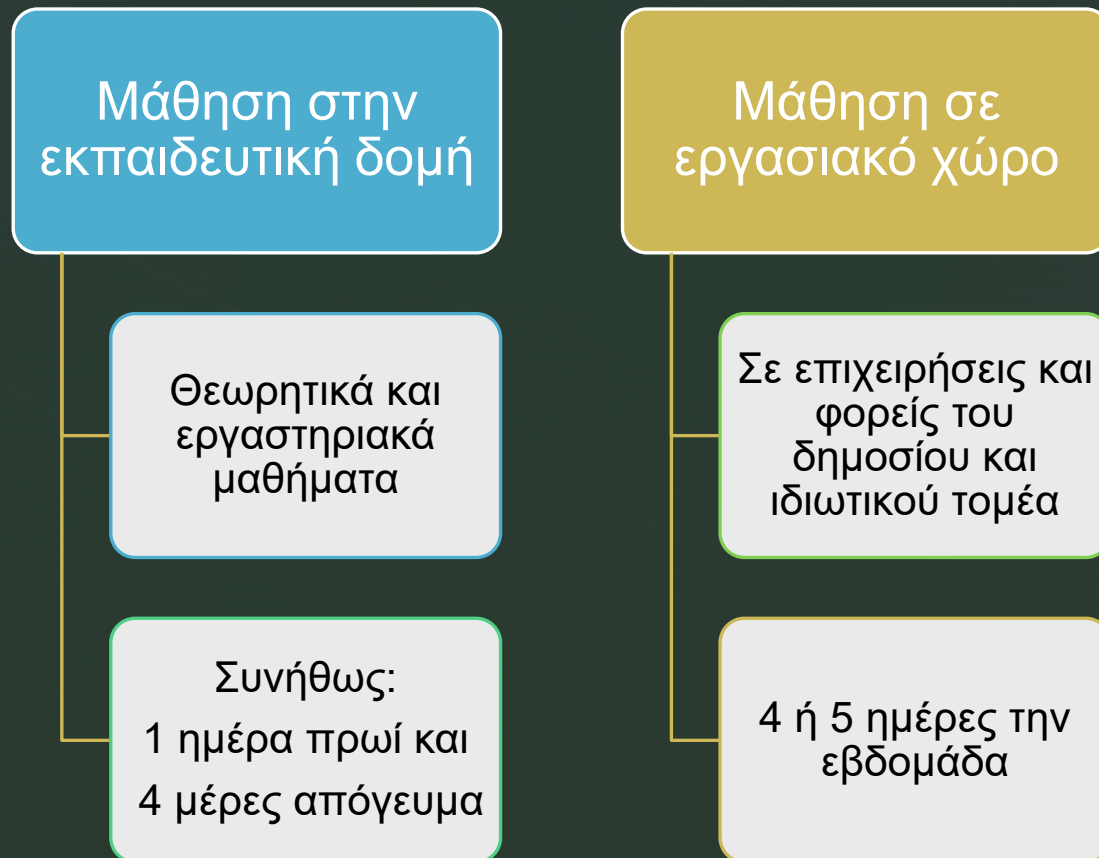 Μάθηση στην
εκπαιδευτική δομή
Θεωρητικά και
εργαστηριακά
μαθήματα
Συνήθως:
1 ημέρα πρωί και
4 μέρες απόγευμα
Μάθηση σε
εργασιακό χώρο
Σε επιχειρήσεις και
φορείς του
δημοσίου και
ιδιωτικού τομέα
4 ή 5 ημέρες την
εβδομάδα